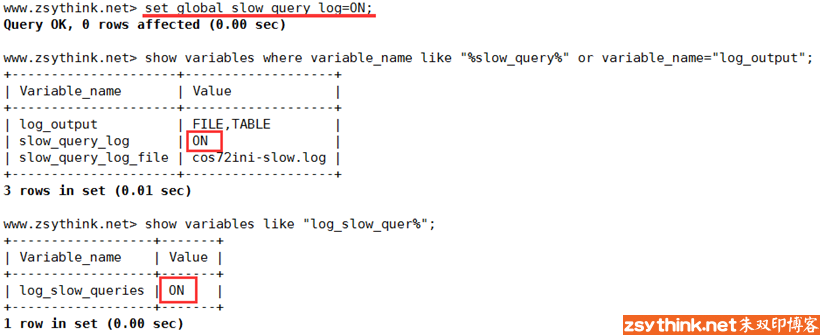 www.zsythink.net> set global slow_query_log=ON;
Query OK, 0 rows affected (0.00 sec)
www.zsythink.net> show variables where variable_name like "%slow_query%" or variable_name="log_output";
+---------------------+------------------+
| Variable_name | Value |
+---------------------+------------------+
| log_output | FILE,TABLE |
| slow_query_log | ON |
| slow_query_log_file | cos72ini-slow.log |
+---------------------+------------------+
3 rows in set (0.01 sec)
www.zsythink.net> show variables like "log_slow_quer%";
+------------------+-------+
| Variable_name | Value |
+------------------+-------+
| log_slow_queries | ON |
+------------------+-------+
1 row in set (0.00 sec)
zsythink.net朱双印博客